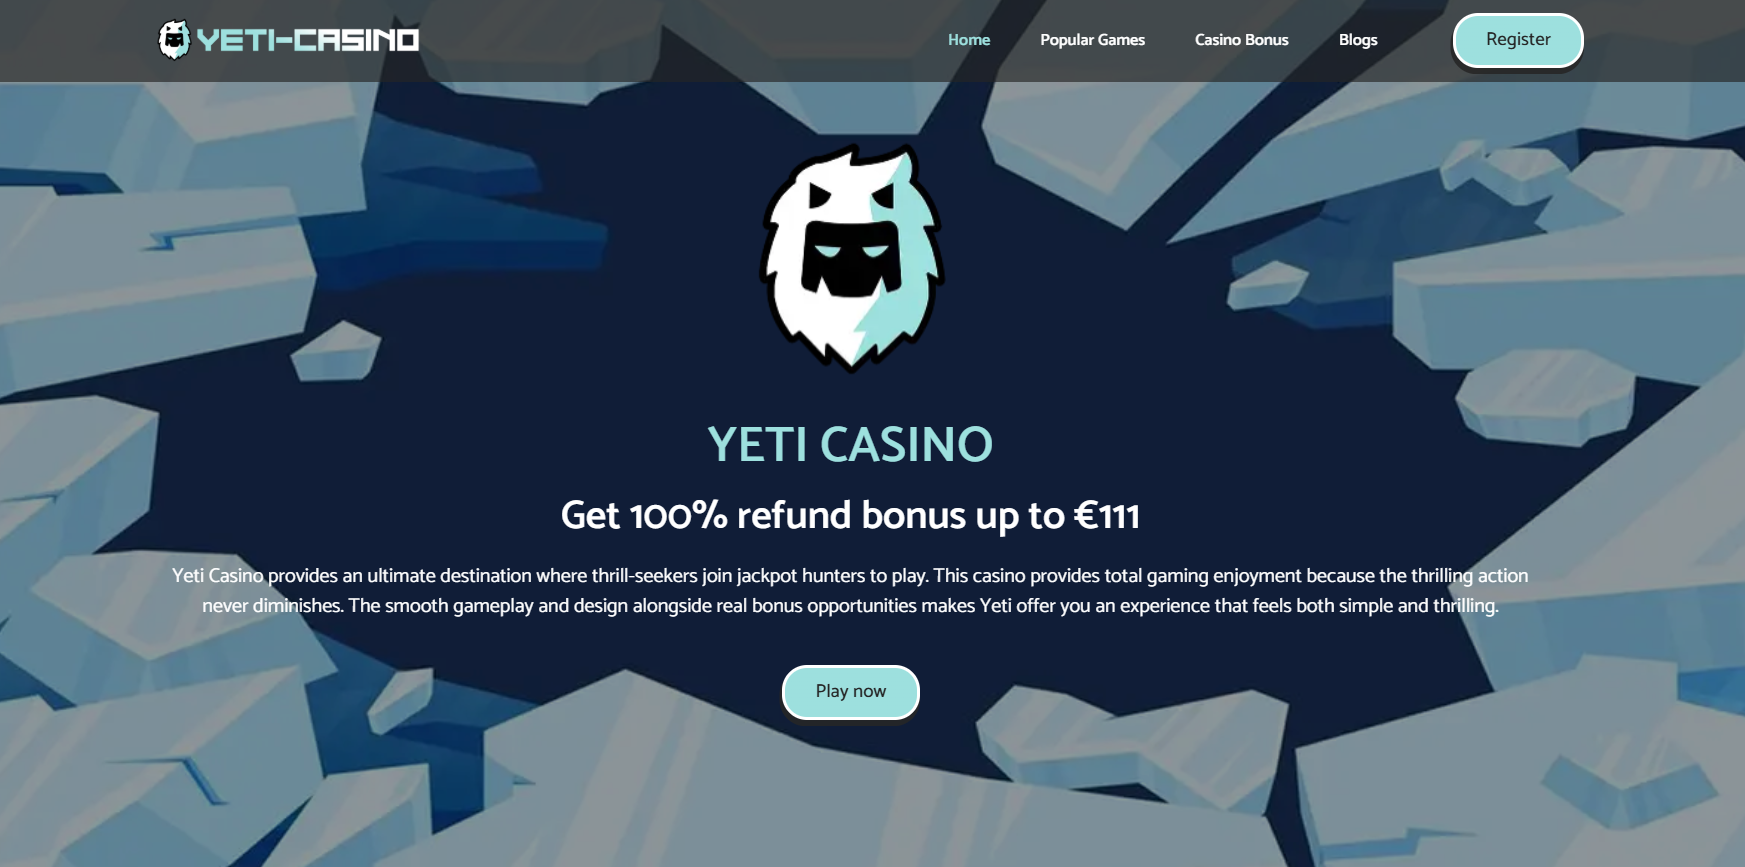 YETI-CASINO
Home
Popular Games
Casino Bonus
Blogs
Register
YETI CASINO
Get 100% refund bonus up to €111
Yeti Casino provides an ultimate destination where thrill-seekers join jackpot hunters to play. This casino provides total gaming enjoyment because the thrilling action
never diminishes. The smooth gameplay and design alongside real bonus opportunities makes Yeti offer you an experience that feels both simple and thrilling.
Play now